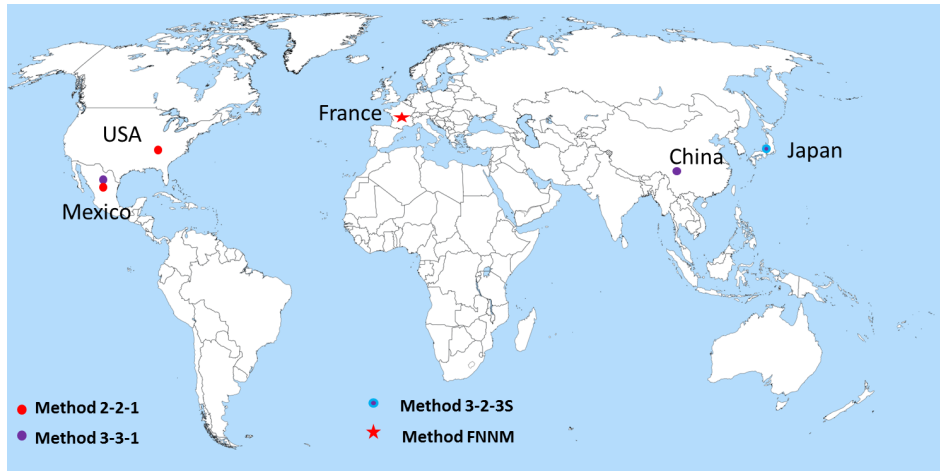 France
USA
China
Japan
Mexico
Method 2-2-1
Method 3-2-3S
Method 3-3-1
Method FNNM